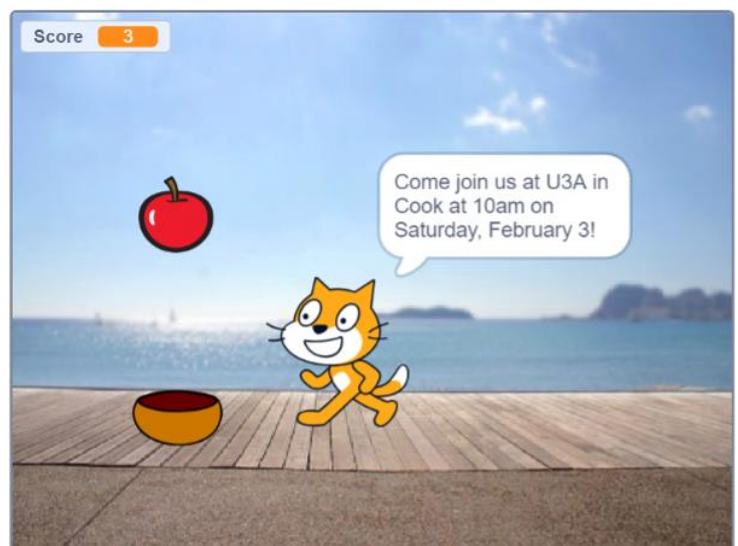 Score 3
Come join us at U3A in
Cook at 10am on
Saturday, February 3!